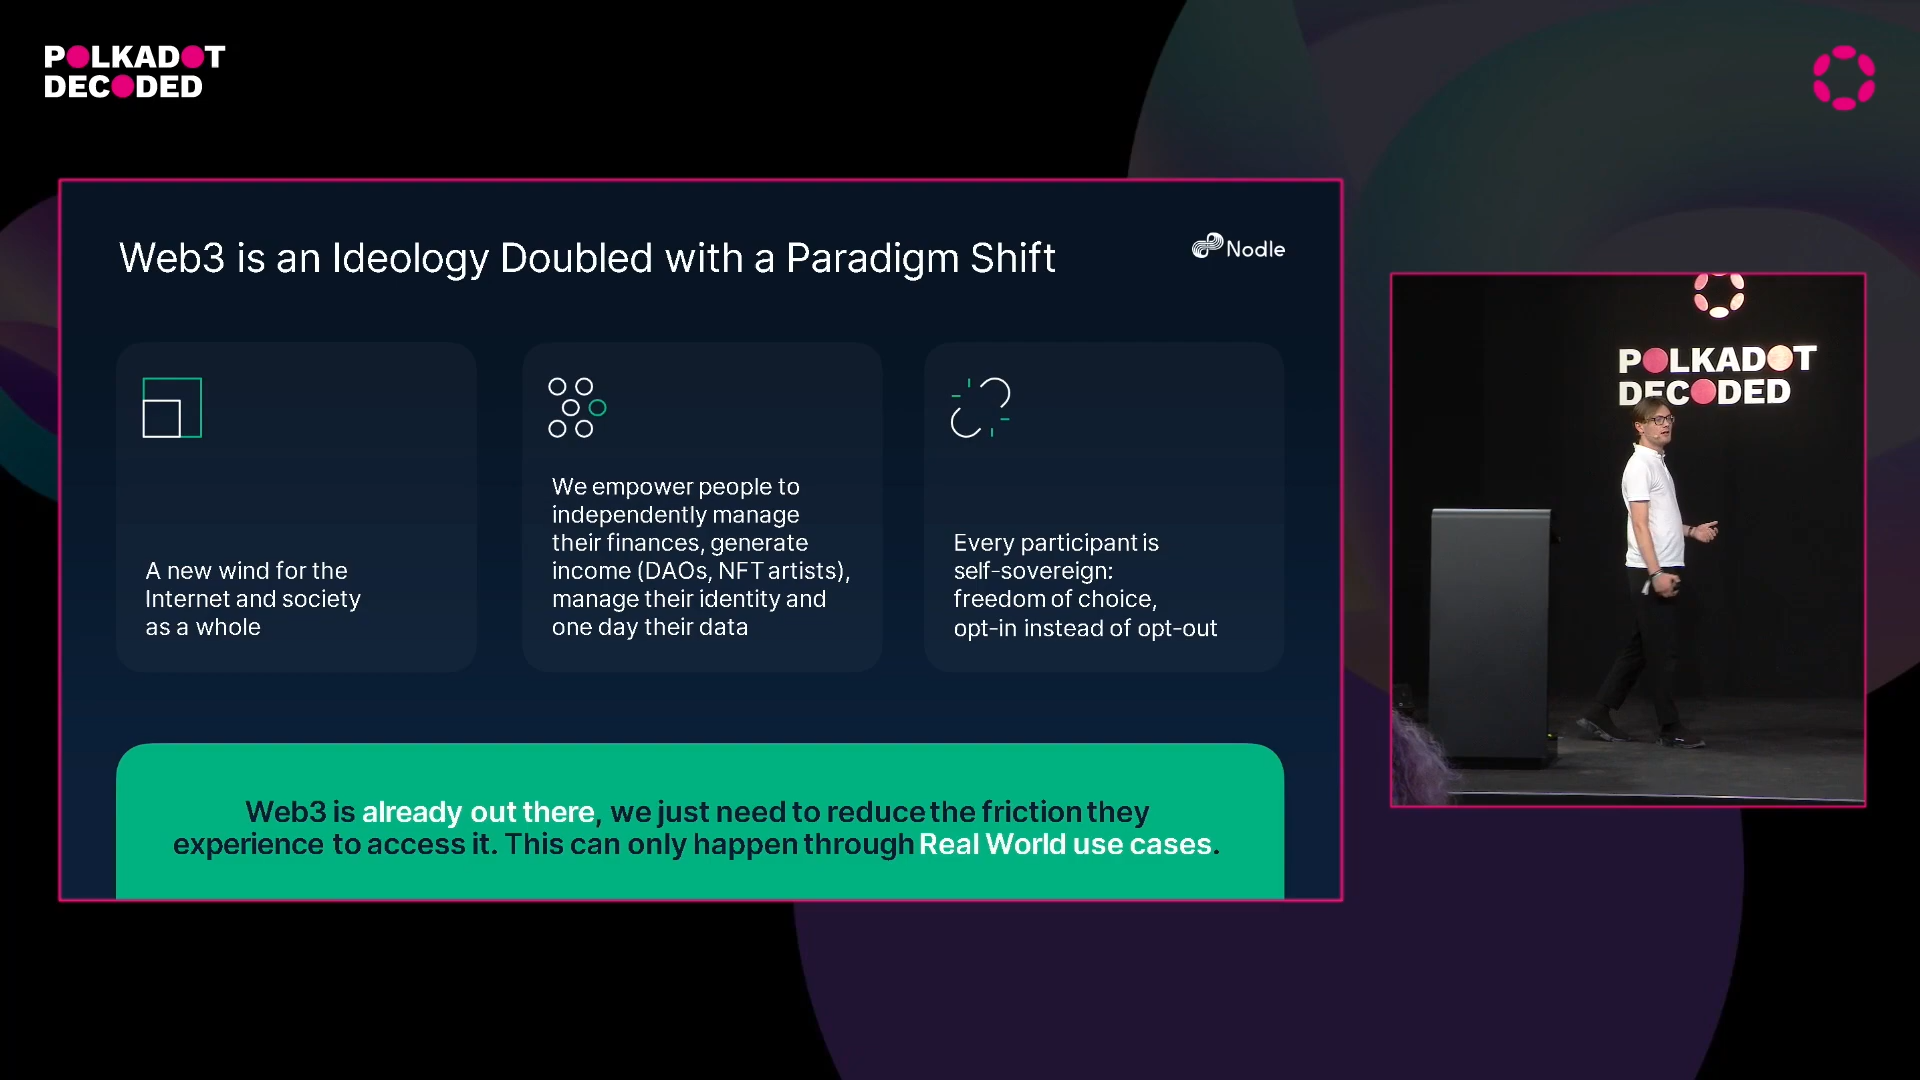 POLKADOT
DECODED
Web3 is an Ideology Doubled with a Paradigm Shift
Nodle
A new wind for the
Internet and society
as a whole
We empower people to
independently manage
their finances, generate
income (DAOs, NFT artists),
manage their identity and
one day their data
Every participant is
self-sovereign:
freedom of choice,
opt-in instead of opt-out
Web3 is already out there, we just need to reduce the friction they
experience to access it. This can only happen through Real World use cases.
POLKADOT
DECODED